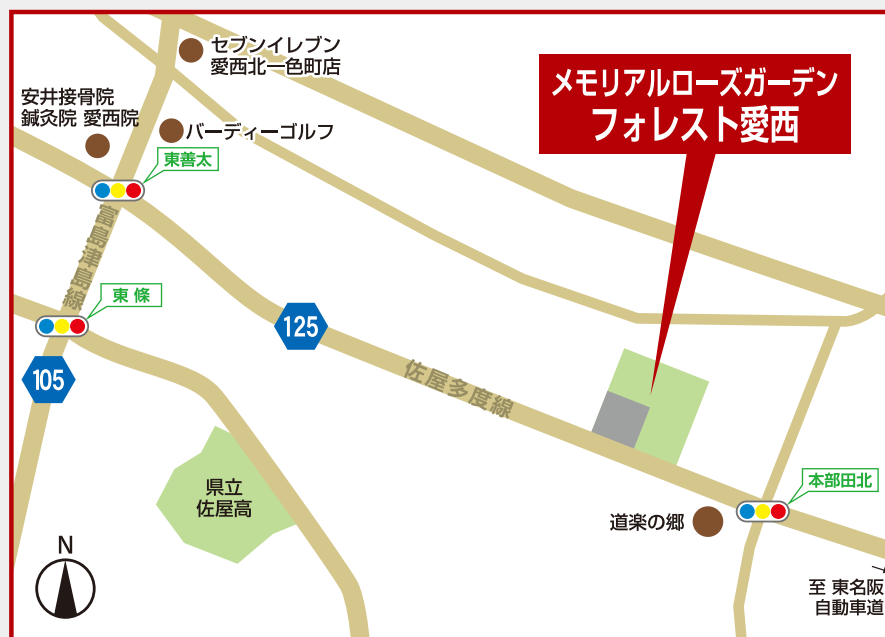 セブンイレブン
愛西北一色町店
メモリアルローズガーデン
フォレスト愛西
安井接骨院
鍼灸院 愛西院
バーディーゴルフ
東善太
富島津島線
東 條
125
105
佐屋多度線
県立
佐屋高
本部田北
道楽の郷
N
至 東名阪
自動車道